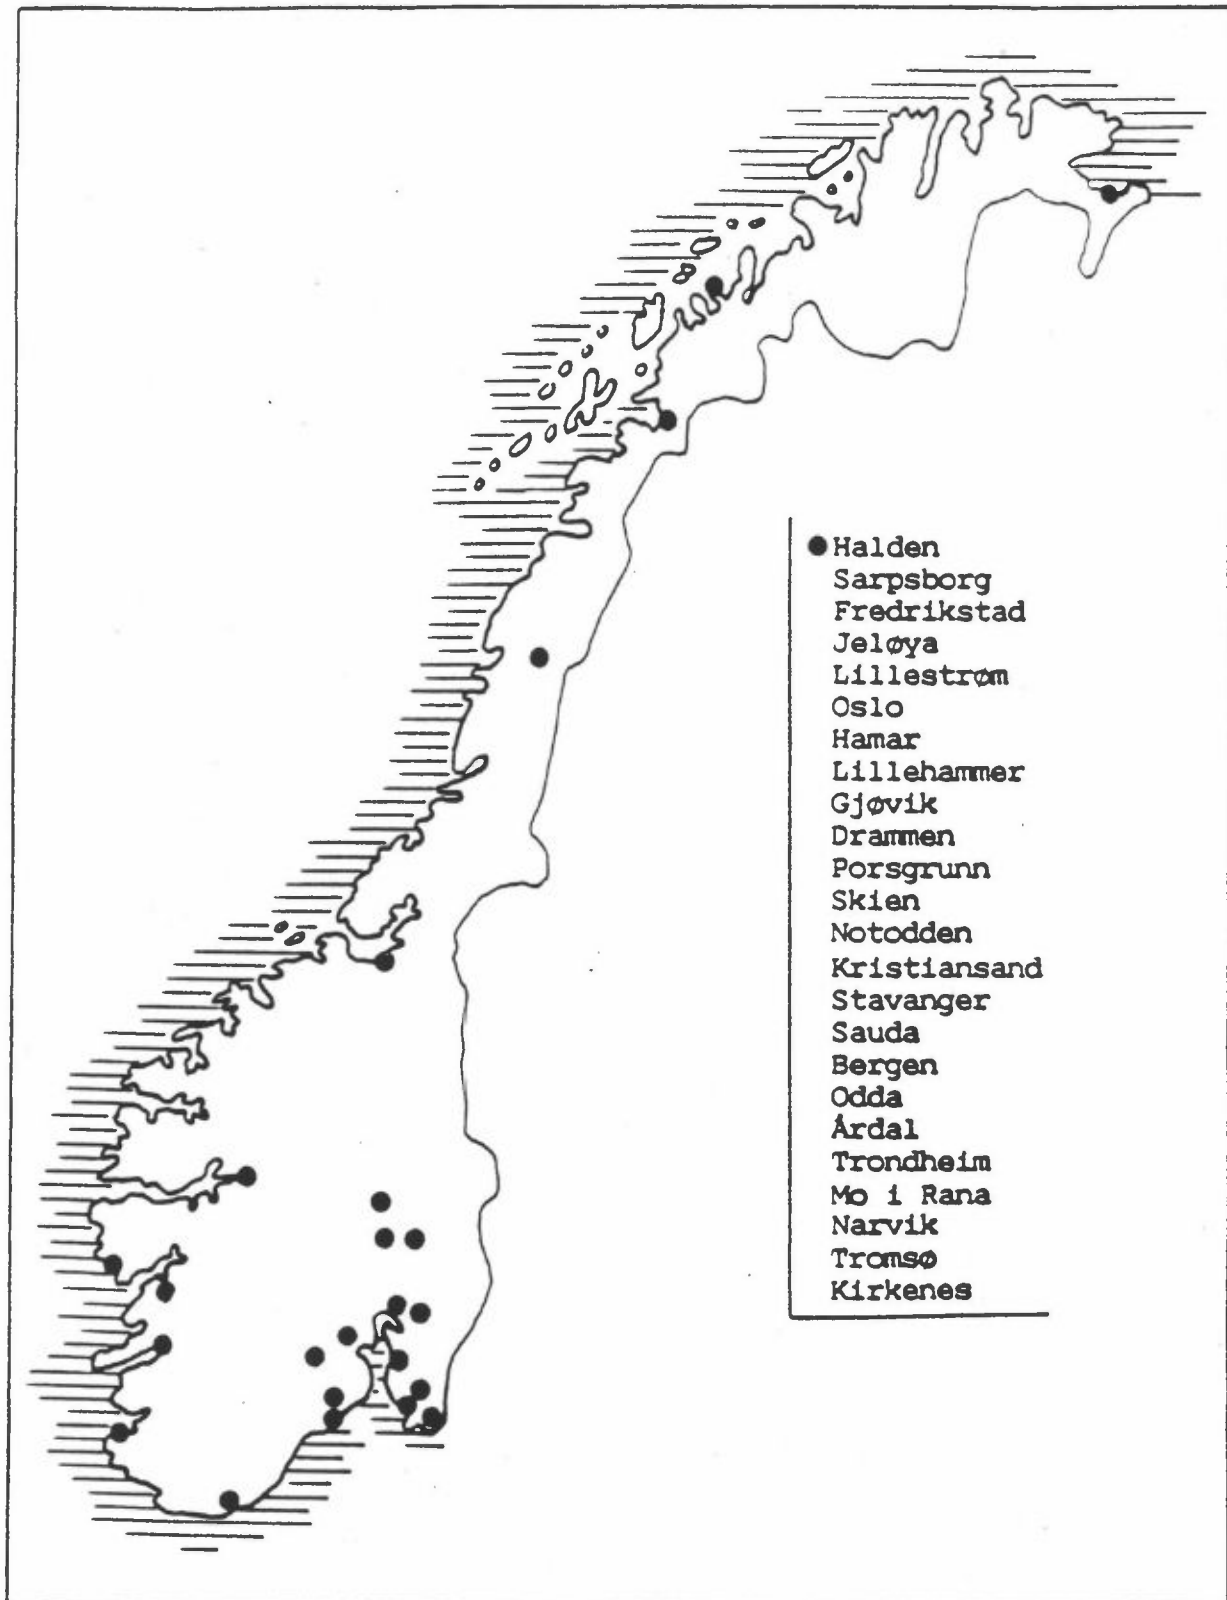 Halden
Sarpsborg
Fredrikstad
Jeløya
Lillestrøm
Oslo
Hamar
Lillehammer
Gjøvik
Drammen
Porsgrunn
Skien
Notodden
Kristiansand
Stavanger
Sauda
Bergen
Odda
Årdal
Trondheim
Mo i Rana
Narvik
Tromsø
Kirkenes